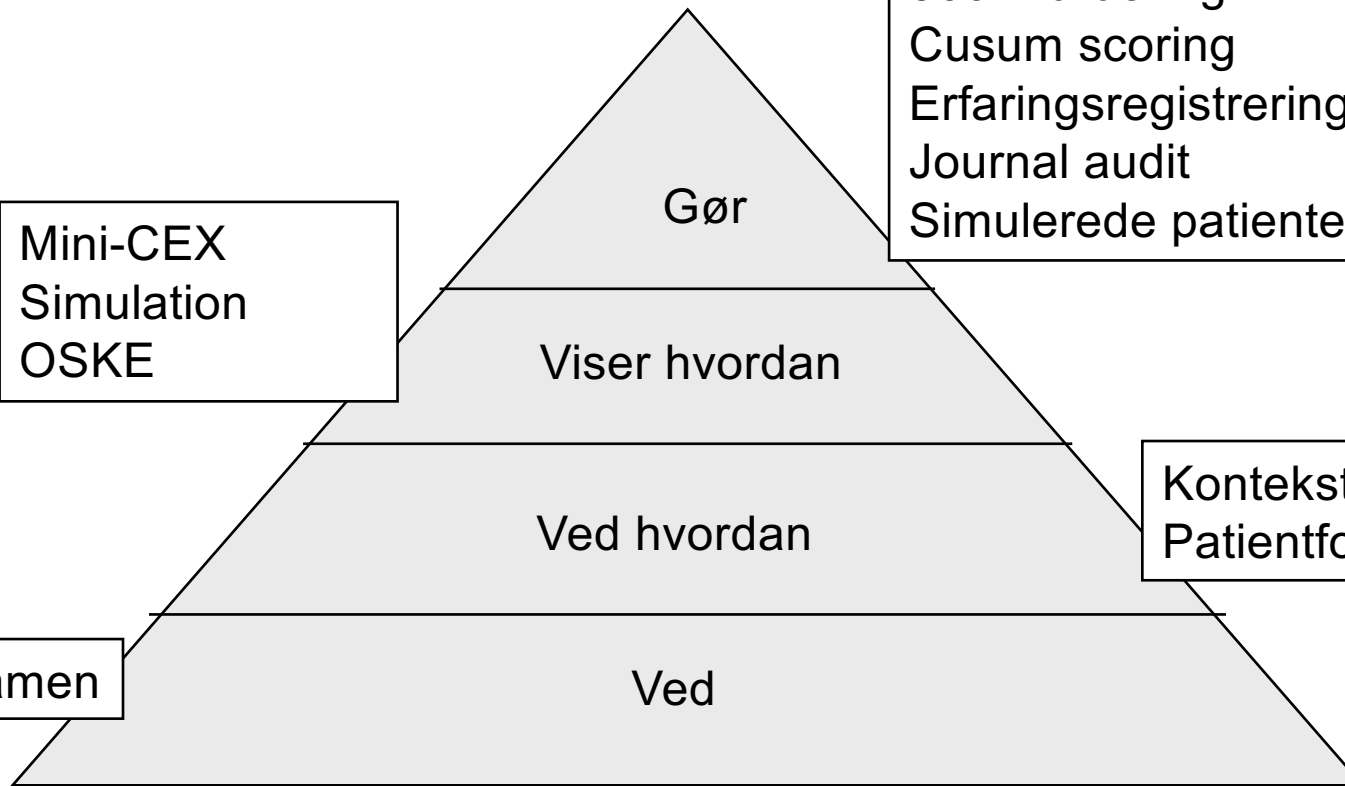 Cusum scoring
Erfaringsregistrering
Journal audit
Simulerede patiente
Gør
Mini-CEX
Simulation
OSKE
Viser hvordan
Kontekst
Patientfo
Ved hvordan
amen
Ved